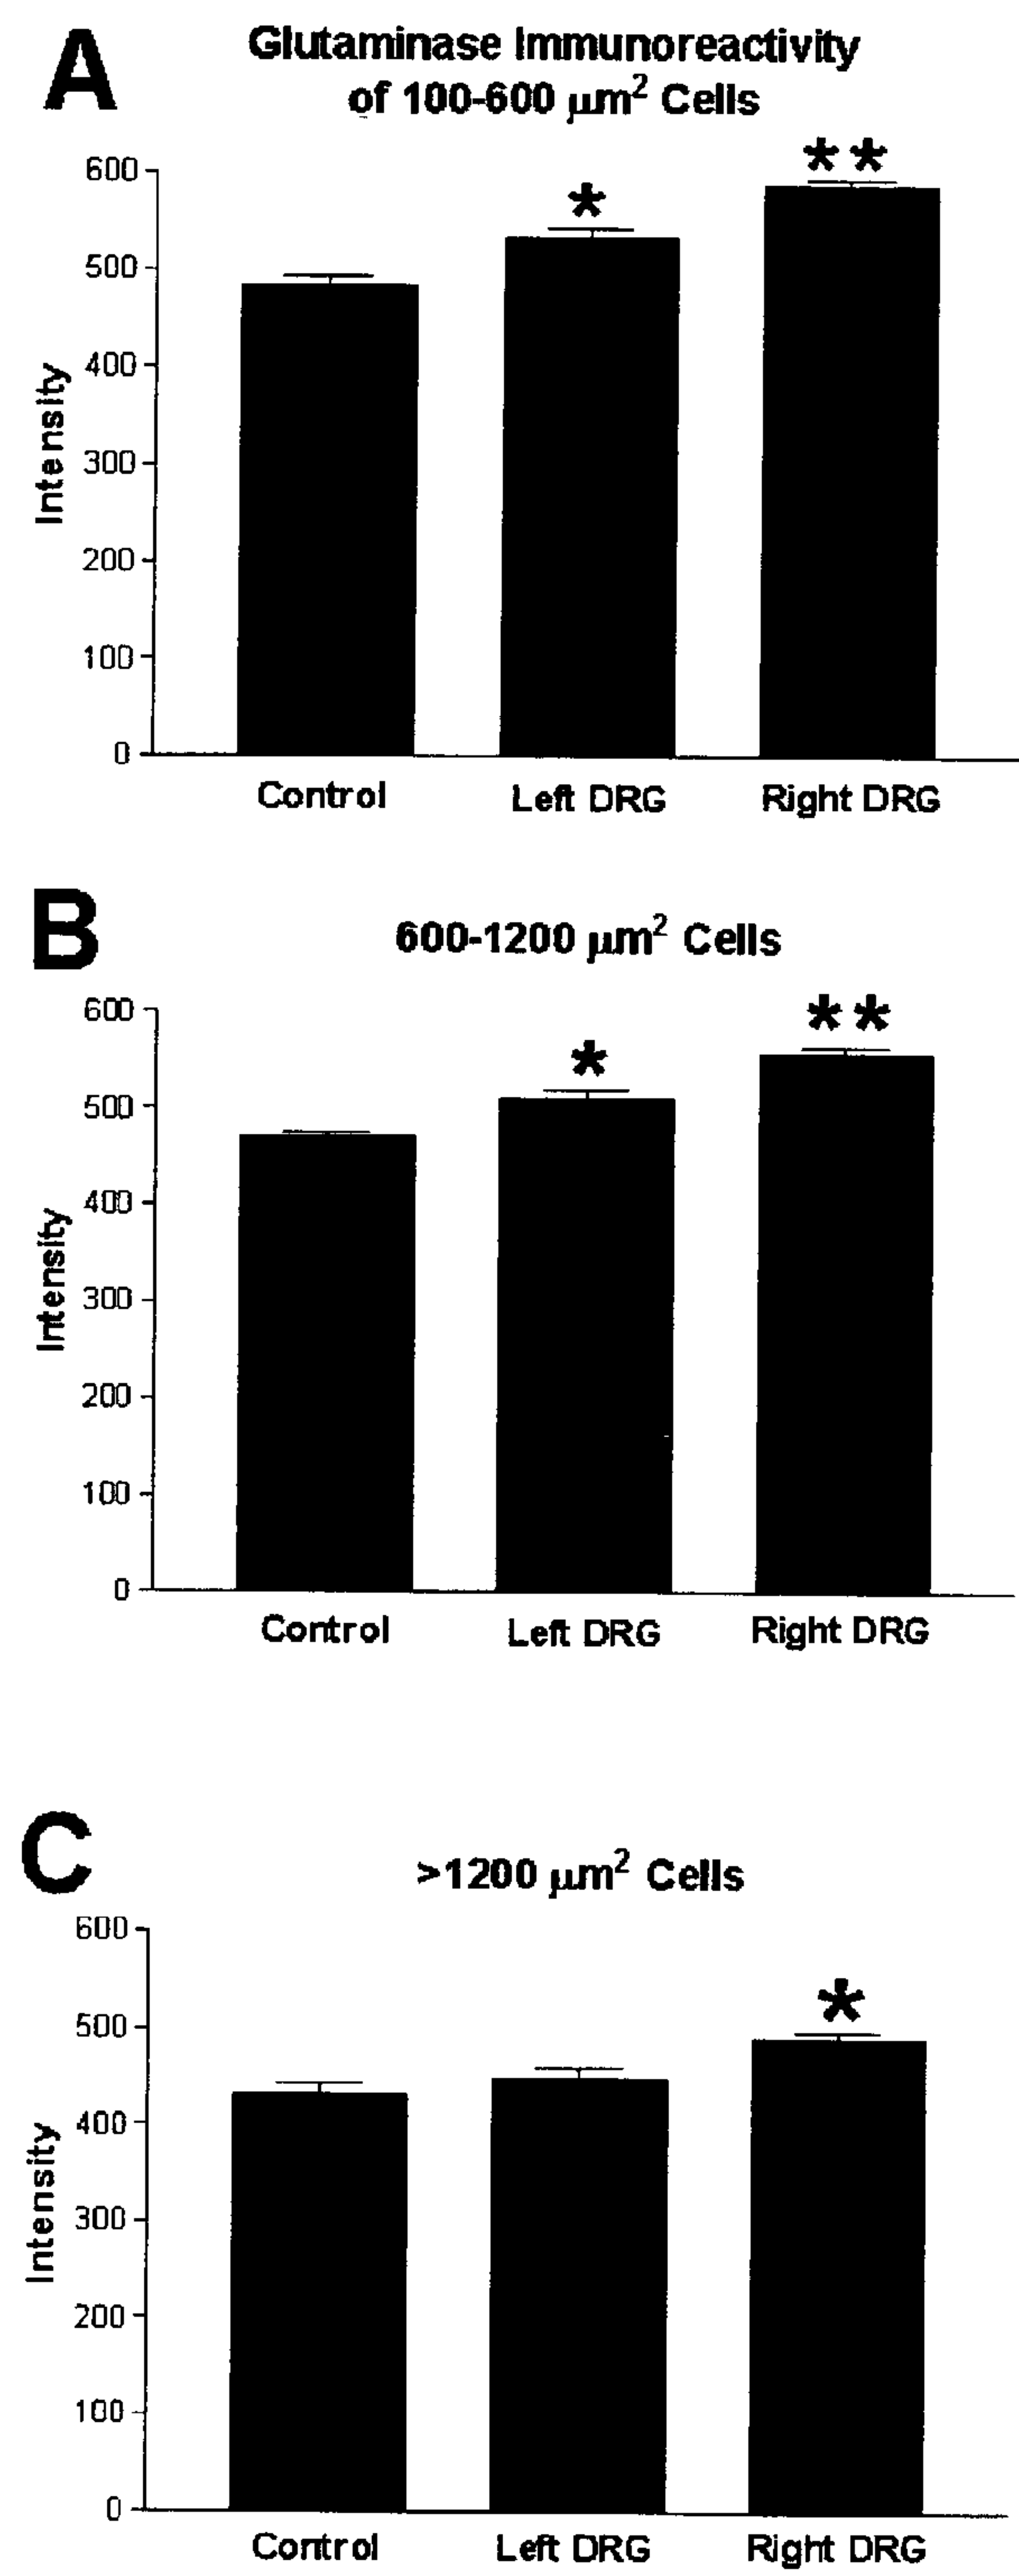 A
Glutaminase Immunoreactivity
of 100-600 μm² Cells
**
600
*
500
400
Intensity
300
200
100
0
Control Left DRG Right DRG
B
600-1200 μm² Cells
600
**
*
500
400
Intensity
300
200
100
0
Control Left DRG Right DRG
C
>1200 μm² Cells
600
*
500
400
Intensity
300
200
100
0
Control Left DRG Right DRG